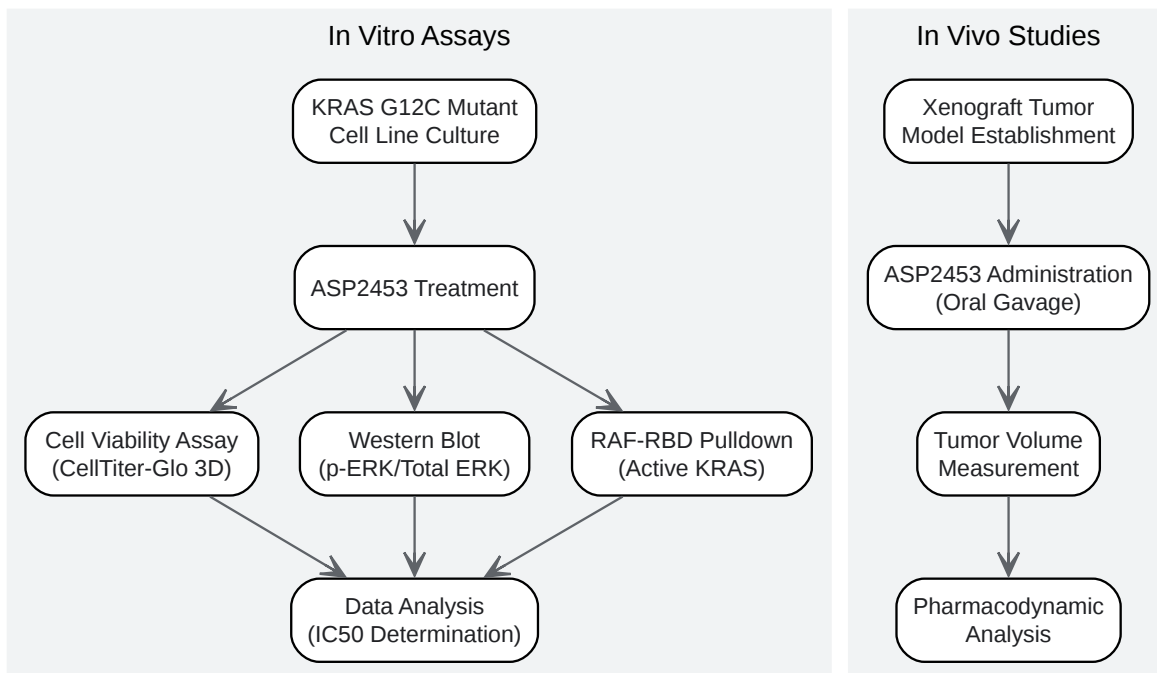 In Vitro Assays
KRAS G12C Mutant
Cell Line Culture
ASP2453 Treatment
Cell Viability Assay
(CellTiter-Glo 3D)
Western Blot
(p-ERK/Total ERK)
RAF-RBD Pulldown
(Active KRAS)
Data Analysis
(IC50 Determination)
In Vivo Studies
Xenograft Tumor
Model Establishment
ASP2453 Administration
(Oral Gavage)
Tumor Volume
Measurement
Pharmacodynamic
Analysis